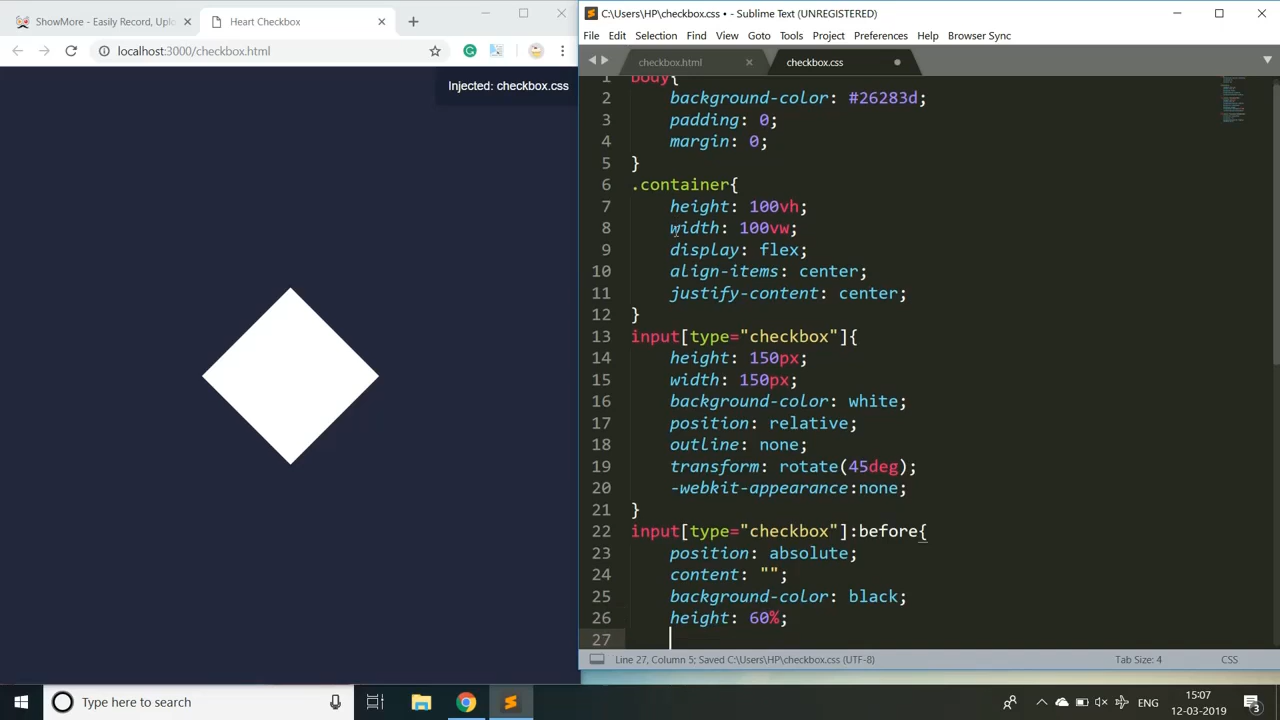 ShowMore - Easily Record, Uplo
Heart Checkbox
localhost:3000/checkbox.html
Injected: checkbox.css
C:\Users\HP\checkbox.css • - Sublime Text (UNREGISTERED)
File Edit Selection Find View Goto Tools Project Preferences Help Browser Sync
checkbox.html
checkbox.css
1 body{
2 background-color: #26283d;
3 padding: 0;
4 margin: 0;
5 }
6 .container{
7 height: 100vh;
8 width: 100vw;
9 display: flex;
10 align-items: center;
11 justify-content: center;
12 }
13 input[type="checkbox"]{
14 height: 150px;
15 width: 150px;
16 background-color: white;
17 position: relative;
18 outline: none;
19 transform: rotate(45deg);
20 -webkit-appearance:none;
21 }
22 input[type="checkbox"]:before{
23 position: absolute;
24 content: "";
25 background-color: black;
26 height: 60%;
27
Line 27, Column 5; Saved C:\Users\HP\checkbox.css (UTF-8)
Tab Size: 4
CSS
Type here to search
ENG
15:07
12-03-2019
3